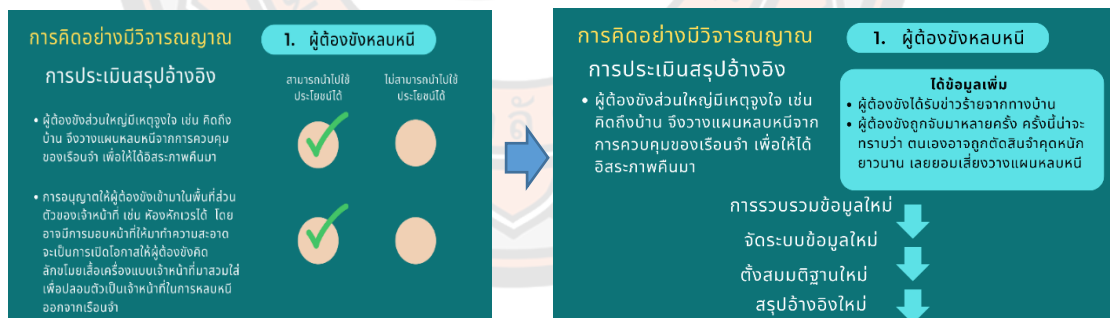 การคิดอย่างมีวิจารณญาณ
1. ผู้ต้องขังหลบหนี
การประเมินสรุปอ้างอิง
สามารถนำไปใช้
ประโยชน์ได้
ไม่สามารถนำไปใช้
ประโยชน์ได้
• ผู้ต้องขังส่วนใหญ่มีเหตุจูงใจ เช่น คิดถึง
บ้าน จึงวางแผนหลบหนีจากการควบคุม
ของเรือนจำ เพื่อให้ได้อิสระภาพคืนมา
• การอนุญาตให้ผู้ต้องขังเข้ามาในพื้นที่ส่วน
ตัวของเจ้าหน้าที่ เช่น ห้องพักเวรได้ โดย
อาจมีการมอบหน้าที่ให้มาทำความสะอาด
จะเป็นการเปิดโอกาสให้ผู้ต้องขังคิด
ลักขโมยเสื้อเครื่องแบบเจ้าหน้าที่มาสวมใส่
เพื่อปลอมตัวเป็นเจ้าหน้าที่ในการหลบหนี
ออกจากเรือนจำ
การคิดอย่างมีวิจารณญาณ
1. ผู้ต้องขังหลบหนี
การประเมินสรุปอ้างอิง
• ผู้ต้องขังส่วนใหญ่มีเหตุจูงใจ เช่น
คิดถึงบ้าน จึงวางแผนหลบหนีจาก
การควบคุมของเรือนจำ เพื่อให้ได้
อิสระภาพคืนมา
ได้ข้อมูลเพิ่ม
• ผู้ต้องขังได้รับข่าวร้ายจากทางบ้าน
• ผู้ต้องขังถูกจับมาหลายครั้ง ครั้งนี้น่าจะ
ทราบว่า ตนเองอาจถูกตัดสินจำคุดหนัก
ยาวนาน เลยยอมเสี่ยงวางแผนหลบหนี
การรวบรวมข้อมูลใหม่
จัดระบบข้อมูลใหม่
ตั้งสมมติฐานใหม่
สรุปอ้างอิงใหม่